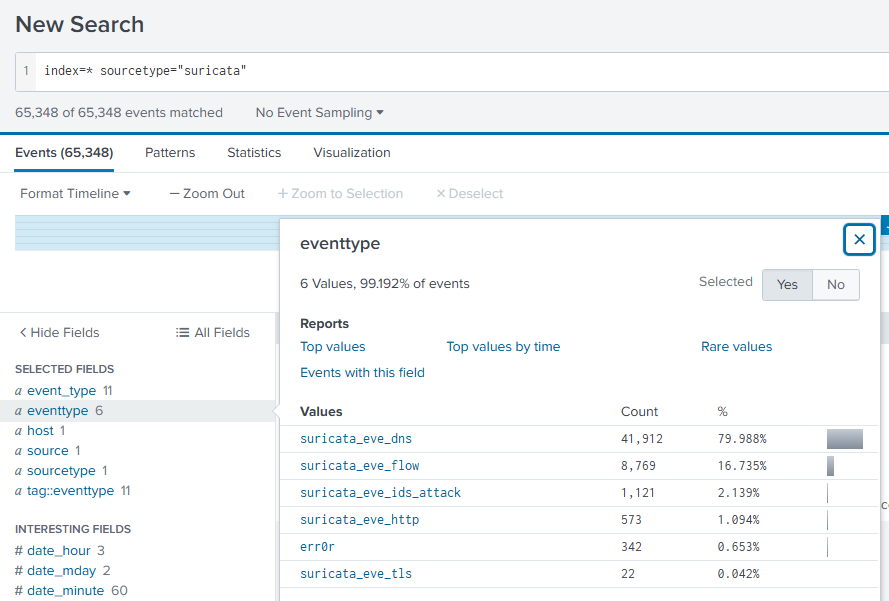 New Search
1 index=* sourcetype="suricata"
65,348 of 65,348 events matched No Event Sampling
Events (65,348) Patterns Statistics Visualization
Format Timeline — Zoom Out + Zoom to Selection × Deselect
eventtype ×
6 Values, 99.192% of events Selected Yes No
Reports
Top values Top values by time Rare values
Events with this field
Values Count %
suricata_eve_dns 41,912 79.988%
suricata_eve_flow 8,769 16.735%
suricata_eve_ids_attack 1,121 2.139%
suricata_eve_http 573 1.094%
err0r 342 0.653%
suricata_eve_tls 22 0.042%
< Hide Fields All Fields
SELECTED FIELDS
a event_type 11
a eventtype 6
a host 1
a source 1
a sourcetype 1
a tag::eventtype 11
INTERESTING FIELDS
# date_hour 3
# date_mday 2
# date_minute 60